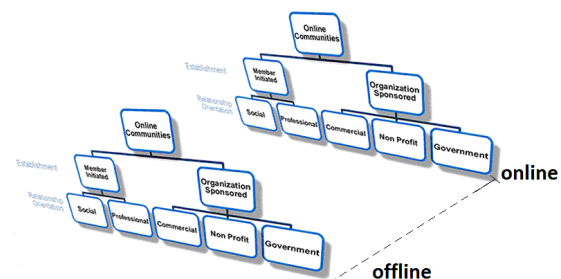 Online
Communities
Establishment
Member
Initiated
Organization
Sponsored
Relationship
Orientation
Social
Professional
Commercial
Non Profit
Government
online
Online
Communities
Establishment
Member
Initiated
Organization
Sponsored
Relationship
Orientation
Social
Professional
Commercial
Non Profit
Government
offline